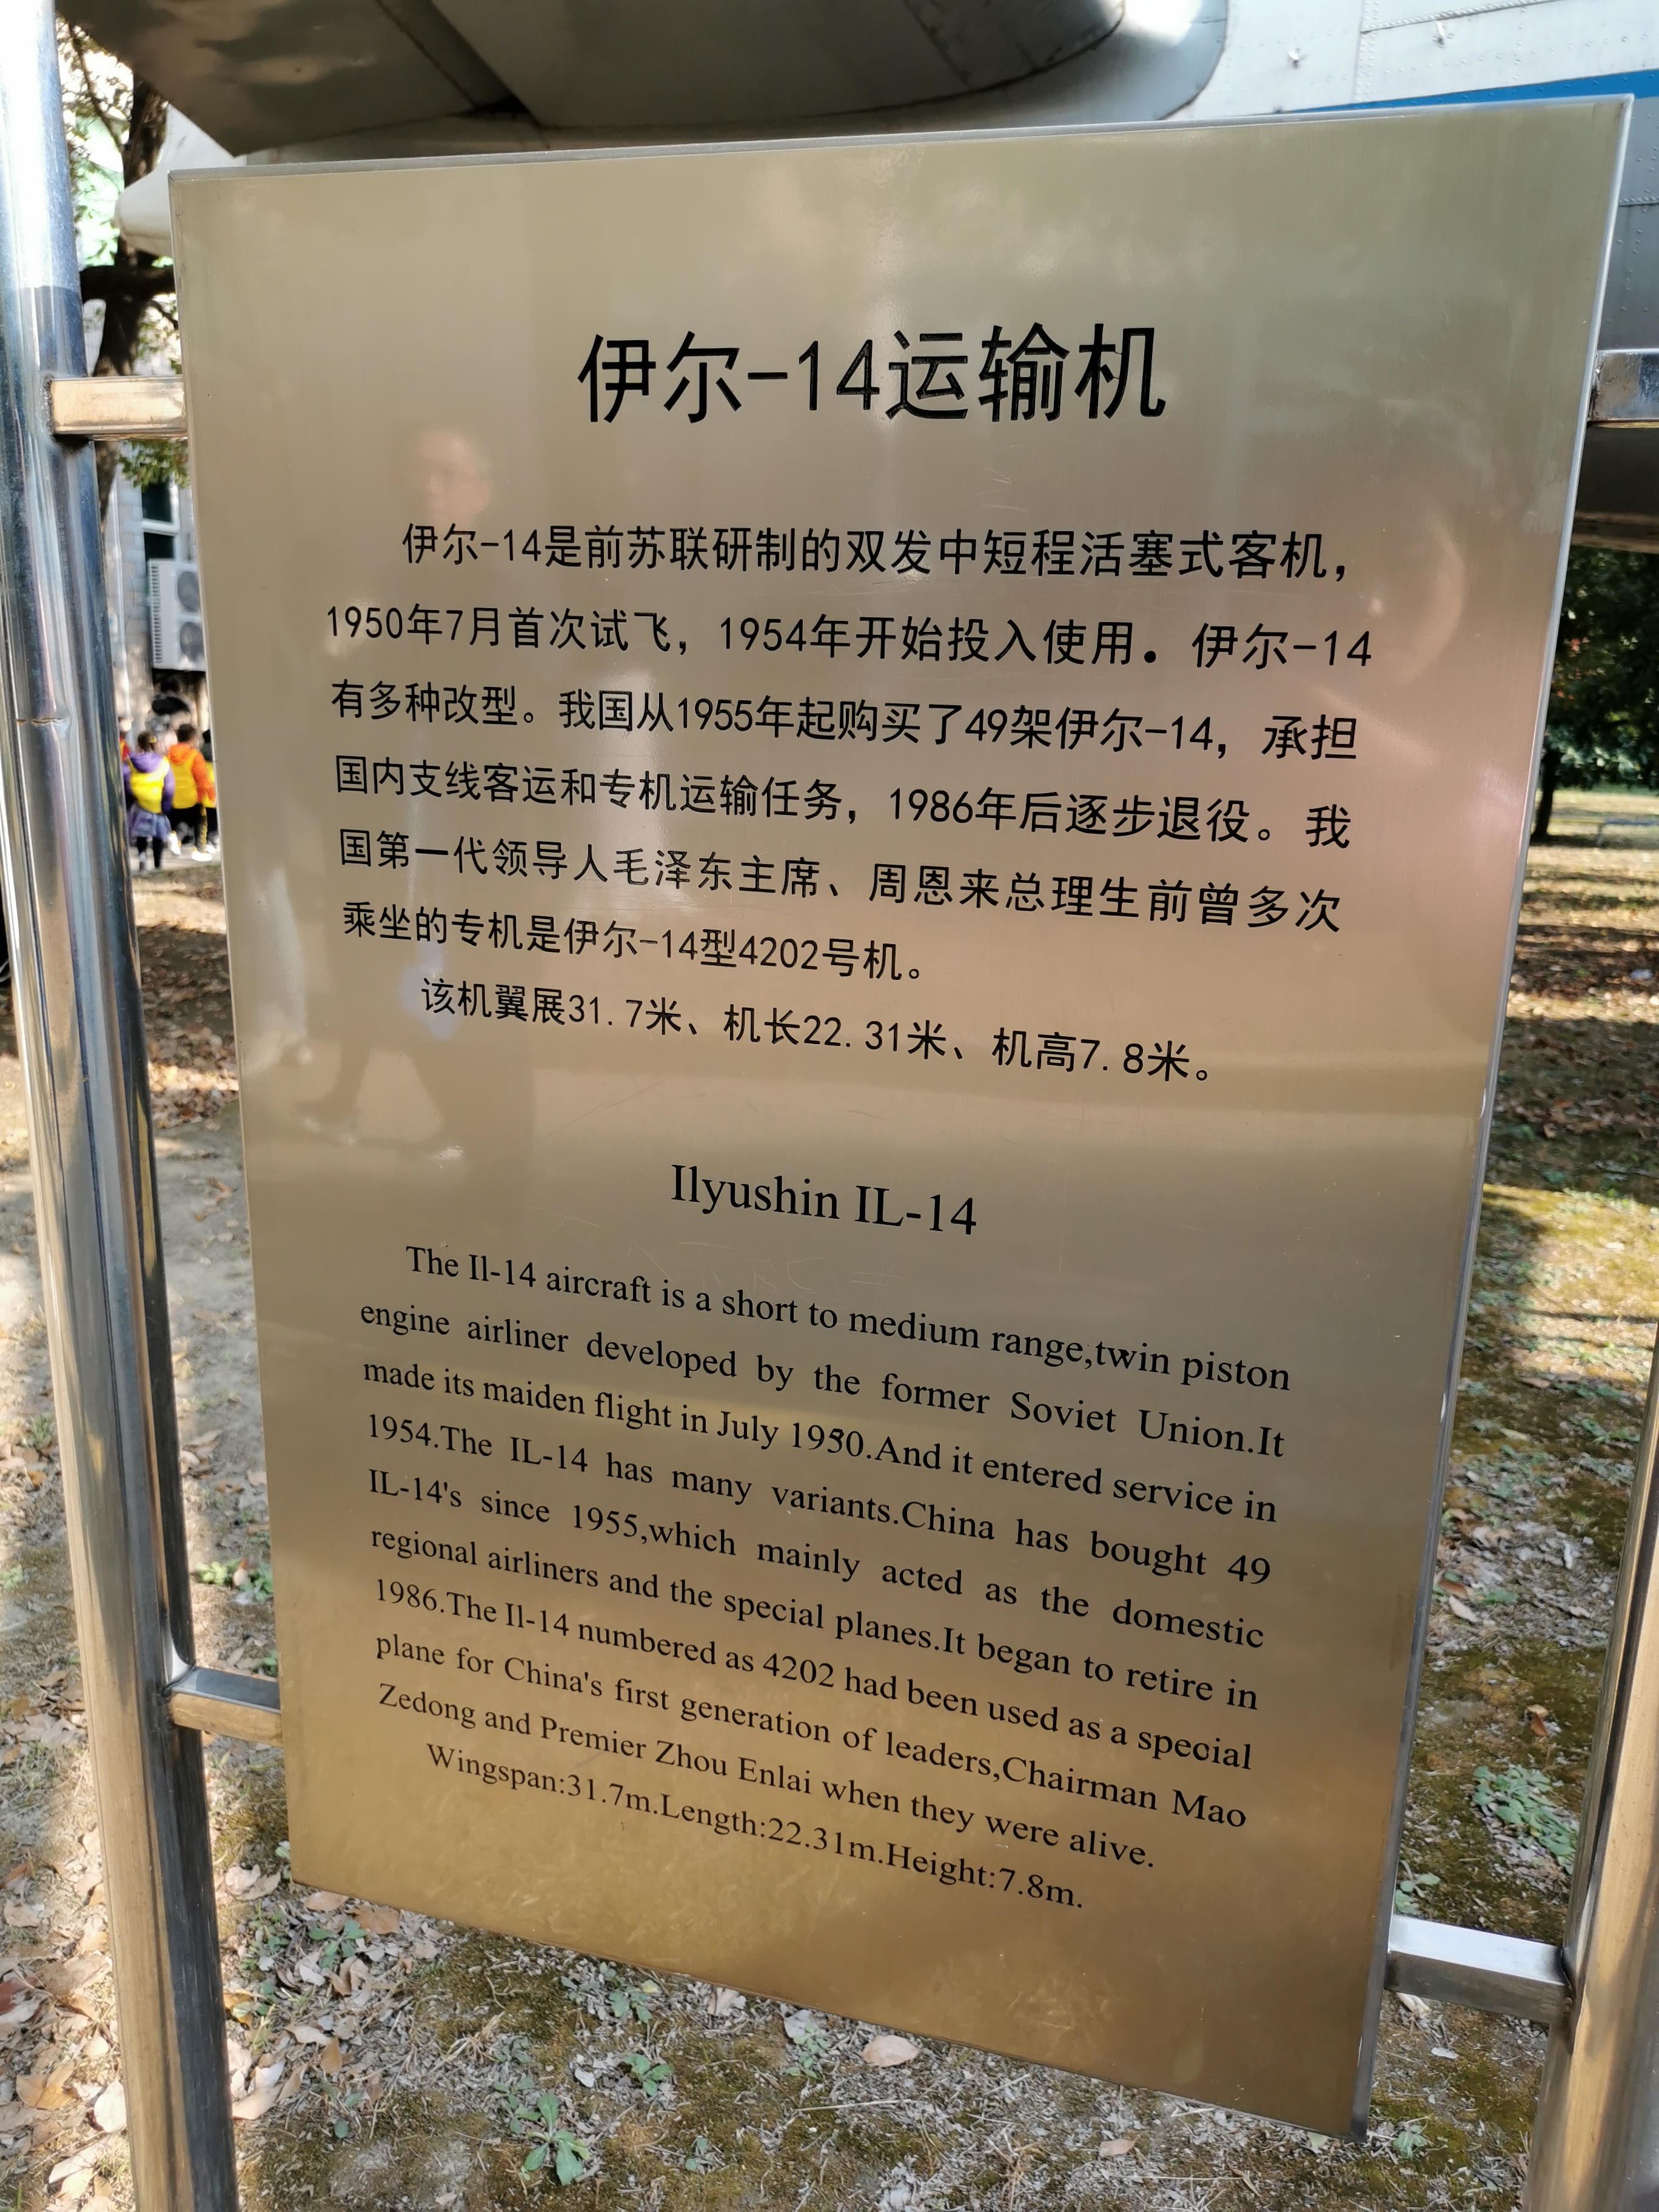 伊尔-14运输机
伊尔-14是前苏联研制的双发中短程活塞式客机，
1950年7月首次试飞，1954年开始投入使用。伊尔-14
有多种改型。我国从1955年起购买了49架伊尔-14，承担
国内支线客运和专机运输任务，1986年后逐步退役。我
国第一代领导人毛泽东主席、周恩来总理生前曾多次
乘坐的专机是伊尔-14型4202号机。
该机翼展31.7米、机长22.31米、机高7.8米。
Ilyushin IL-14
The Il-14 aircraft is a short to medium range,twin piston
engine airliner developed by the former Soviet Union.It
made its maiden flight in July 1950.And it entered service in
1954.The IL-14 has many variants.China has bought 49
IL-14's since 1955,which mainly acted as the domestic
regional airliners and the special planes.It began to retire in
1986.The Il-14 numbered as 4202 had been used as a special
plane for China's first generation of leaders,Chairman Mao
Zedong and Premier Zhou Enlai when they were alive.
Wingspan:31.7m.Length:22.31m.Height:7.8m.